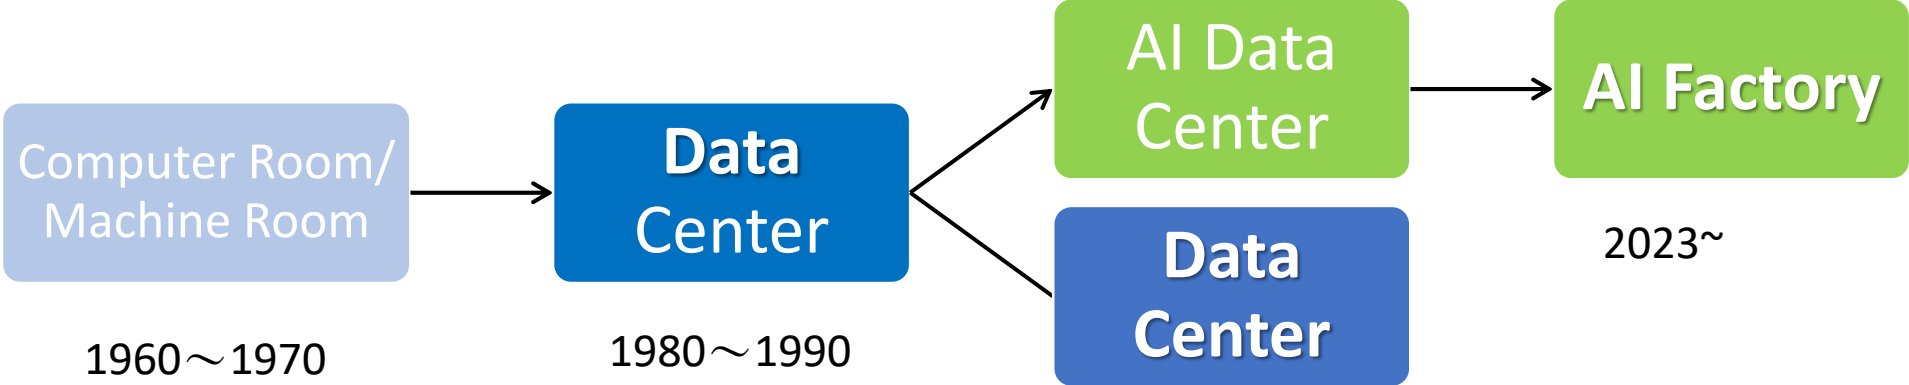 Computer Room/
Machine Room
1960～1970
Data
Center
1980～1990
AI Data
Center
Data
Center
AI Factory
2023~